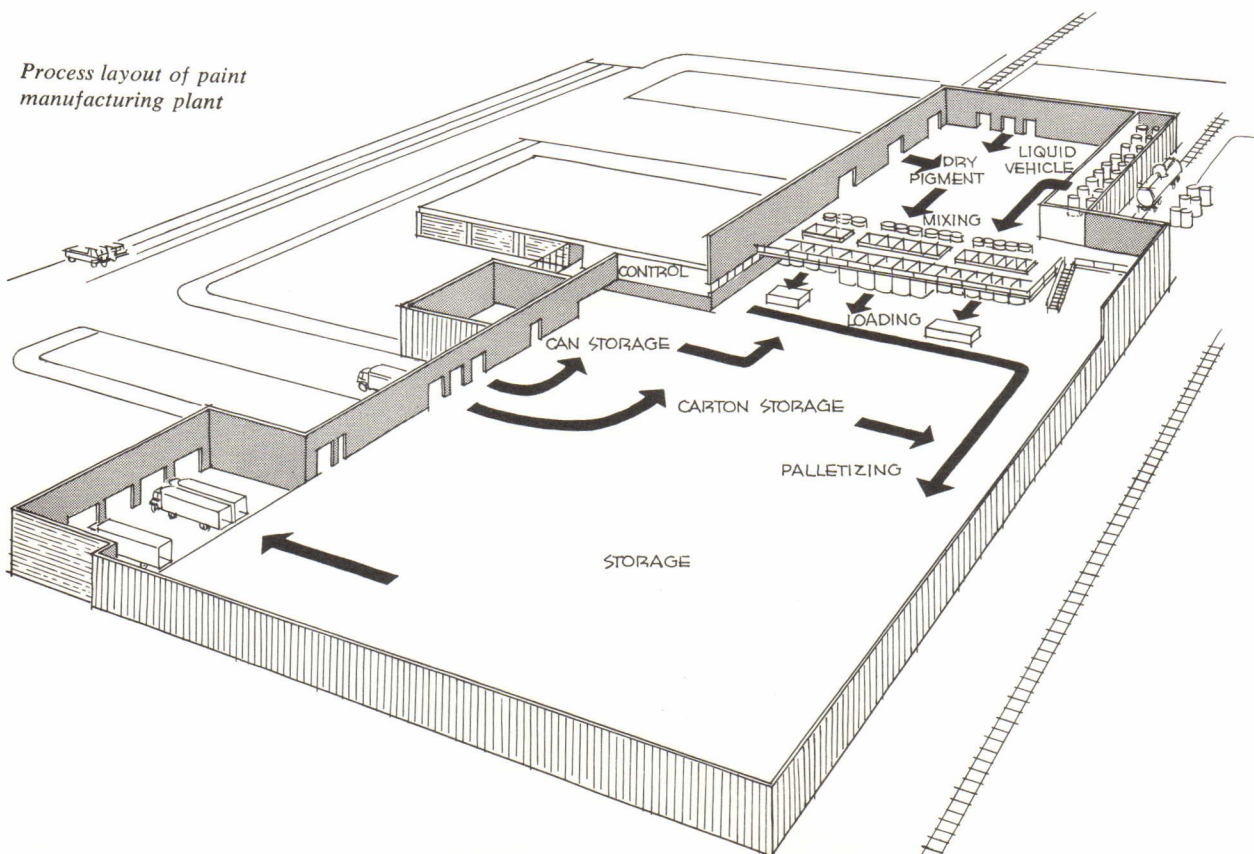 Process layout of paint
manufacturing plant
LIQUID
VEHICLE
DRY
PIGMENT
MIXING
CONTROL
LOADING
CAN STORAGE
CARTON STORAGE
PALLETIZING
STORAGE